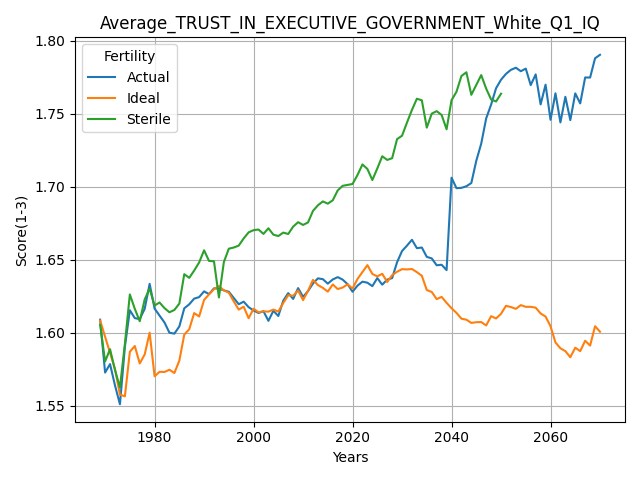 Average_TRUST_IN_EXECUTIVE_GOVERNMENT_White_Q1_IQ
Fertility
Actual
Ideal
Sterile
Score(1-3)
1.80
1.75
1.70
1.65
1.60
1.55
1980
2000
2020
2040
2060
Years